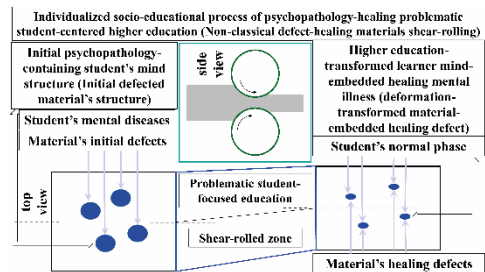 Individualized socio-educational process of psychopathology-healing problematic
student-centered higher education (Non-classical defect-healing materials shear-rolling)
Initial psychopathology-
containing student's mind
structure (Initial defected
material's structure)
side
view
Higher education-
transformed learner mind-
embedded healing mental
illness (deformation-
transformed material-
embedded healing defect)
Student's mental diseases
Material's initial defects
Student's normal phase
top
view
Problematic student-
focused education
Shear-rolled zone
Material's healing defects